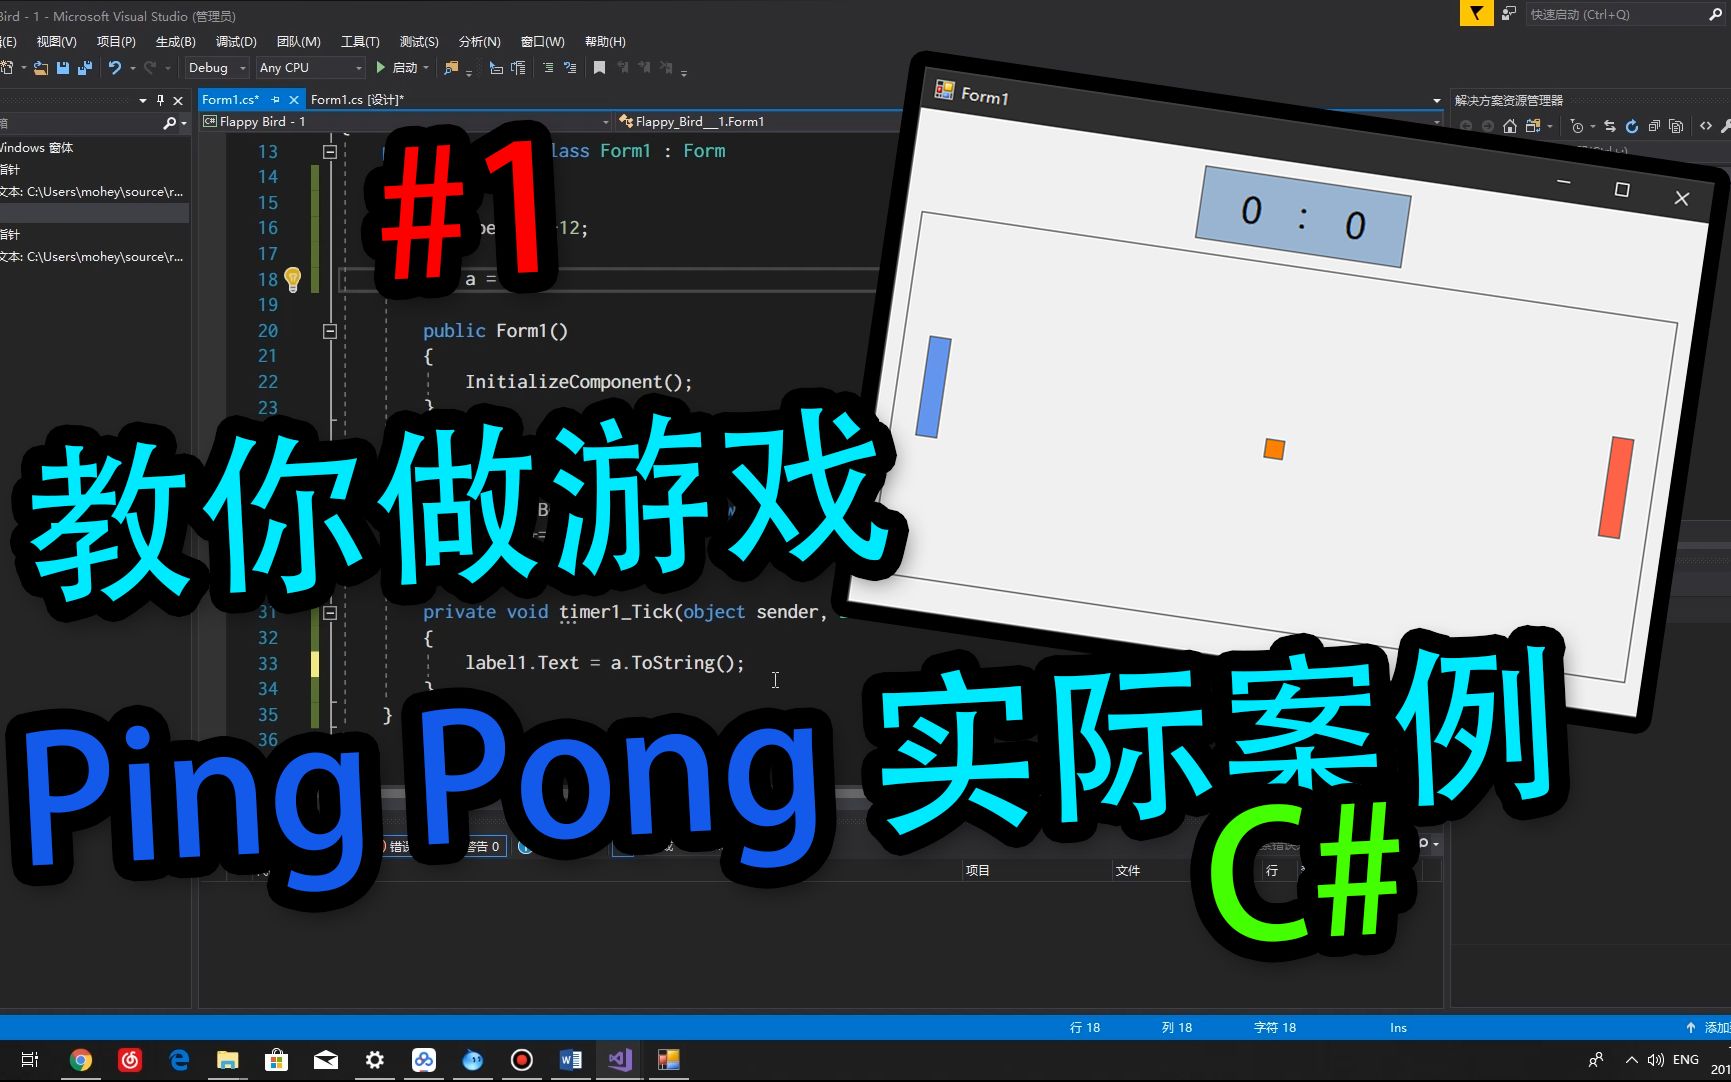 Bird - 1 - Microsoft Visual Studio (管理员)
快速启动 (Ctrl+Q)
(E) 视图(V) 项目(P) 生成(B) 调试(D) 团队(M) 工具(T) 测试(S) 分析(N) 窗口(W) 帮助(H)
Debug Any CPU 启动
Form1.cs* Form1.cs [设计]*
解决方案资源管理器
Flappy Bird - 1 Flappy_Bird__1.Form1
Windows 窗体
指针
文本: C:\Users\mohey\source\r...
指针
文本: C:\Users\mohey\source\r...
13 lass Form1 : Form
14
15
16 12;
17
18 a =
19
20 public Form1()
21 {
22 InitializeComponent();
23 }
31 private void timer1_Tick(object sender,
32 {
33 label1.Text = a.ToString();
34 }
35 }
36
#1
Form1
0 : 0
教你做游戏
Ping Pong 实际案例
C#
错误 警告 0
项目 文件 行
行 18 列 18 字符 18 Ins 添加
ENG
201